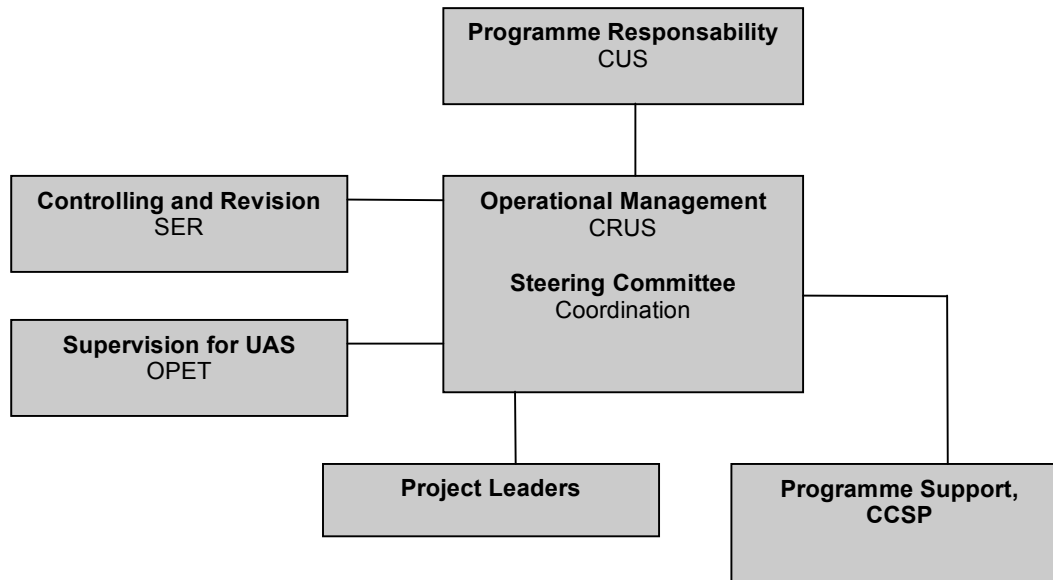 Programme Responsability
CUS
Controlling and Revision
SER
Operational Management
CRUS
Steering Committee
Coordination
Supervision for UAS
OPET
Project Leaders
Programme Support,
CCSP